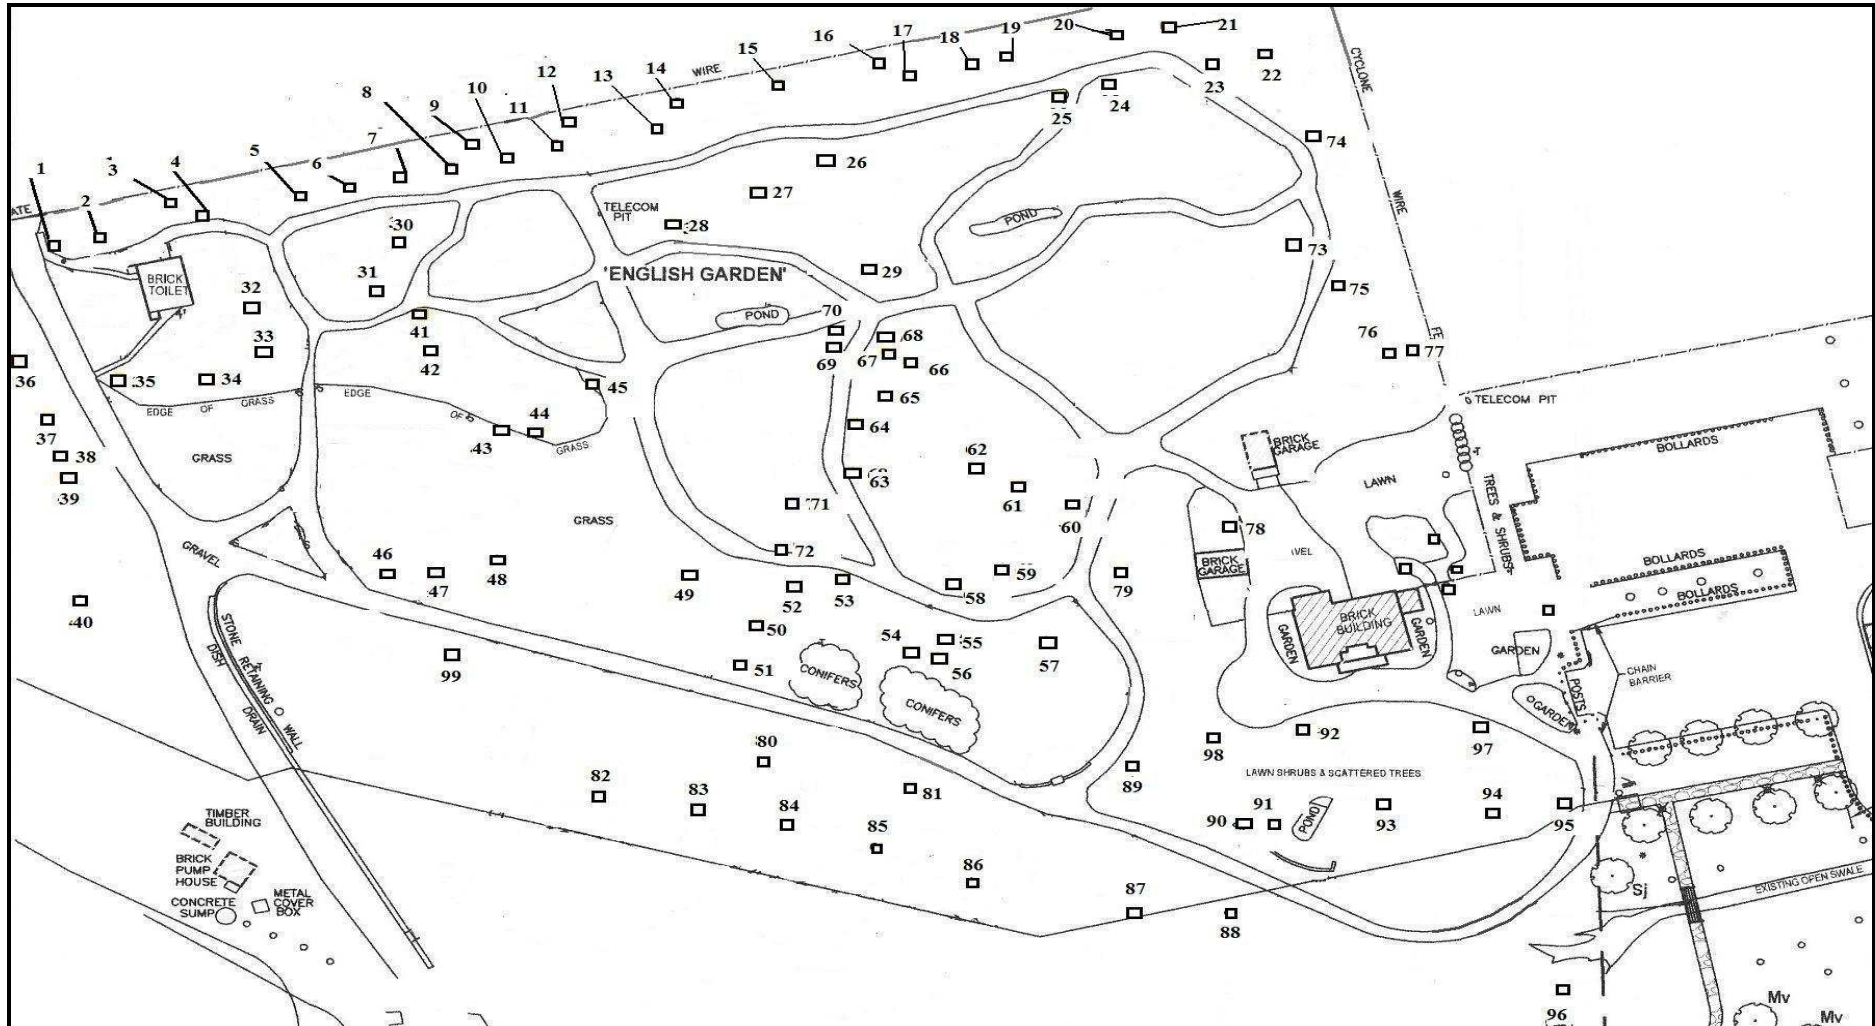 20
21
17
19
16
18
15
WIRE
CYCLONE
22
14
13
12
10
8
9
11
23
24
25
74
7
5
6
4
3
1
2
ATE
26
27
TELECOM
PIT
28
POND
WIRE
30
73
BRICK
TOILET
31
32
'ENGLISH GARDEN'
29
75
POND
70
41
33
42
69
68
67
66
76
77
FE
36
35
34
45
EDGE OF GRASS
EDGE OF GRASS
65
TELECOM PIT
37
44
43
64
BRICK
GARAGE
BOLLARDS
38
GRASS
62
39
63
61
60
LAWN
TREES & SHRUBS
71
GRASS
78
GRAVEL
72
VEL
46
47
48
49
52
53
58
59
79
BRICK
GARAGE
BOLLARDS
BOLLARDS
40
50
LAWN
BRICK
BUILDING
GARDEN
GARDEN
GARDEN
STONE RETAINING WALL
DISH
DRAIN
99
51
54
55
56
57
CONIFERS
CONIFERS
CHAIN
BARRIER
POSTS
GARDEN
80
98
92
97
LAWN SHRUBS & SCATTERED TREES
82
83
84
81
89
TIMBER
BUILDING
85
90
91
POND
93
94
95
BRICK
PUMP
HOUSE
86
EXISTING OPEN SWALE
Sj
CONCRETE
SUMP
METAL
COVER
BOX
87
88
96
Mv
Mv